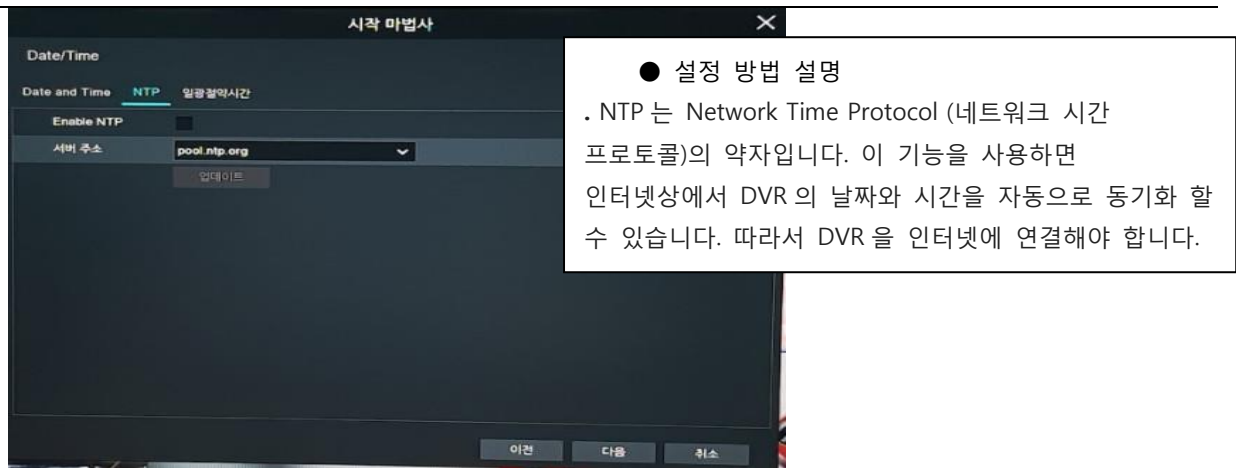 시작 마법사
Date/Time
Date and Time NTP 일광절약시간
Enable NTP
서버 주소 pool.ntp.org
업데이트
이전 다음 취소
● 설정 방법 설명
. NTP 는 Network Time Protocol (네트워크 시간
프로토콜)의 약자입니다. 이 기능을 사용하면
인터넷상에서 DVR 의 날짜와 시간을 자동으로 동기화 할
수 있습니다. 따라서 DVR 을 인터넷에 연결해야 합니다.